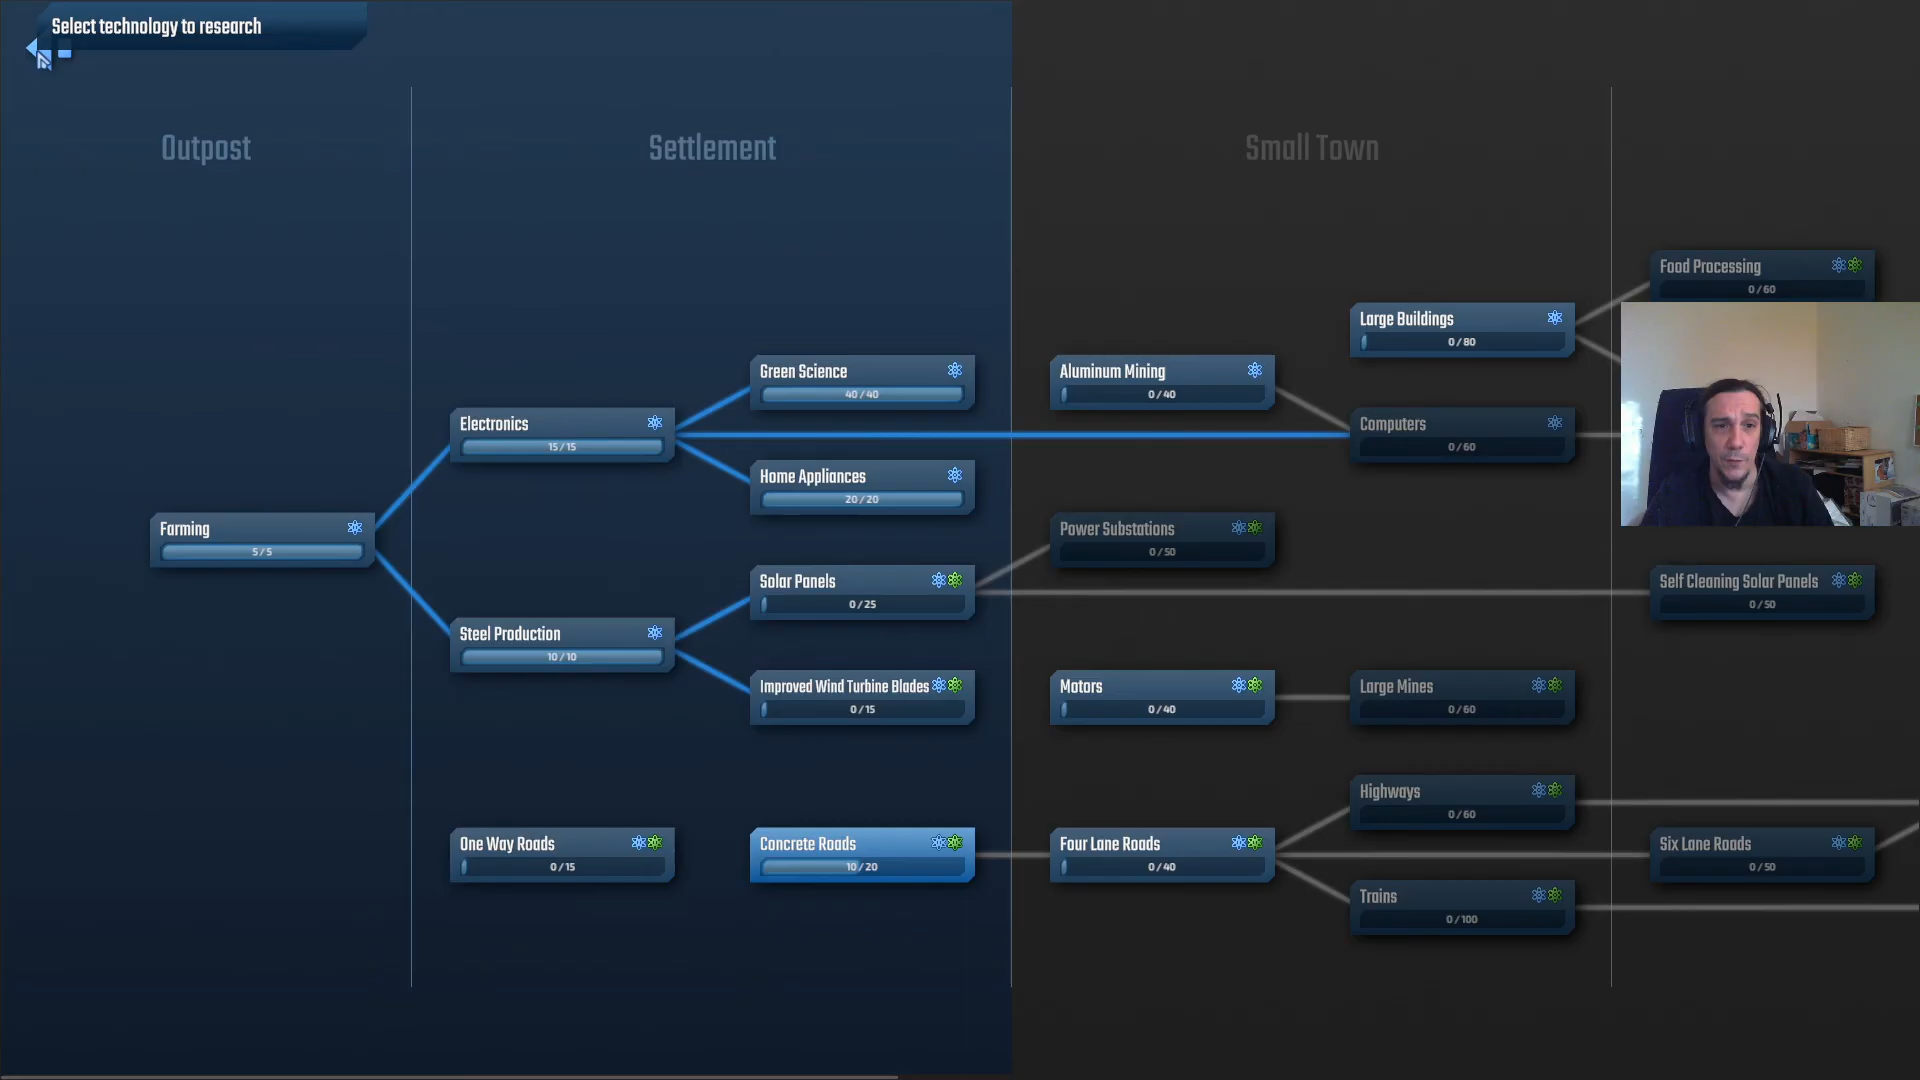 Select technology to research
Outpost
Settlement
Small Town
Food Processing
0/60
Large Buildings
0/80
Green Science
40/40
Aluminum Mining
0/40
Electronics
15/15
Computers
0/60
Home Appliances
20/20
Farming
5/5
Power Substations
0/50
Solar Panels
0/25
Self Cleaning Solar Panels
0/50
Steel Production
10/10
Improved Wind Turbine Blades
0/15
Motors
0/40
Large Mines
0/60
Highways
0/60
One Way Roads
0/15
Concrete Roads
10/20
Four Lane Roads
0/40
Six Lane Roads
0/50
Trains
0/100